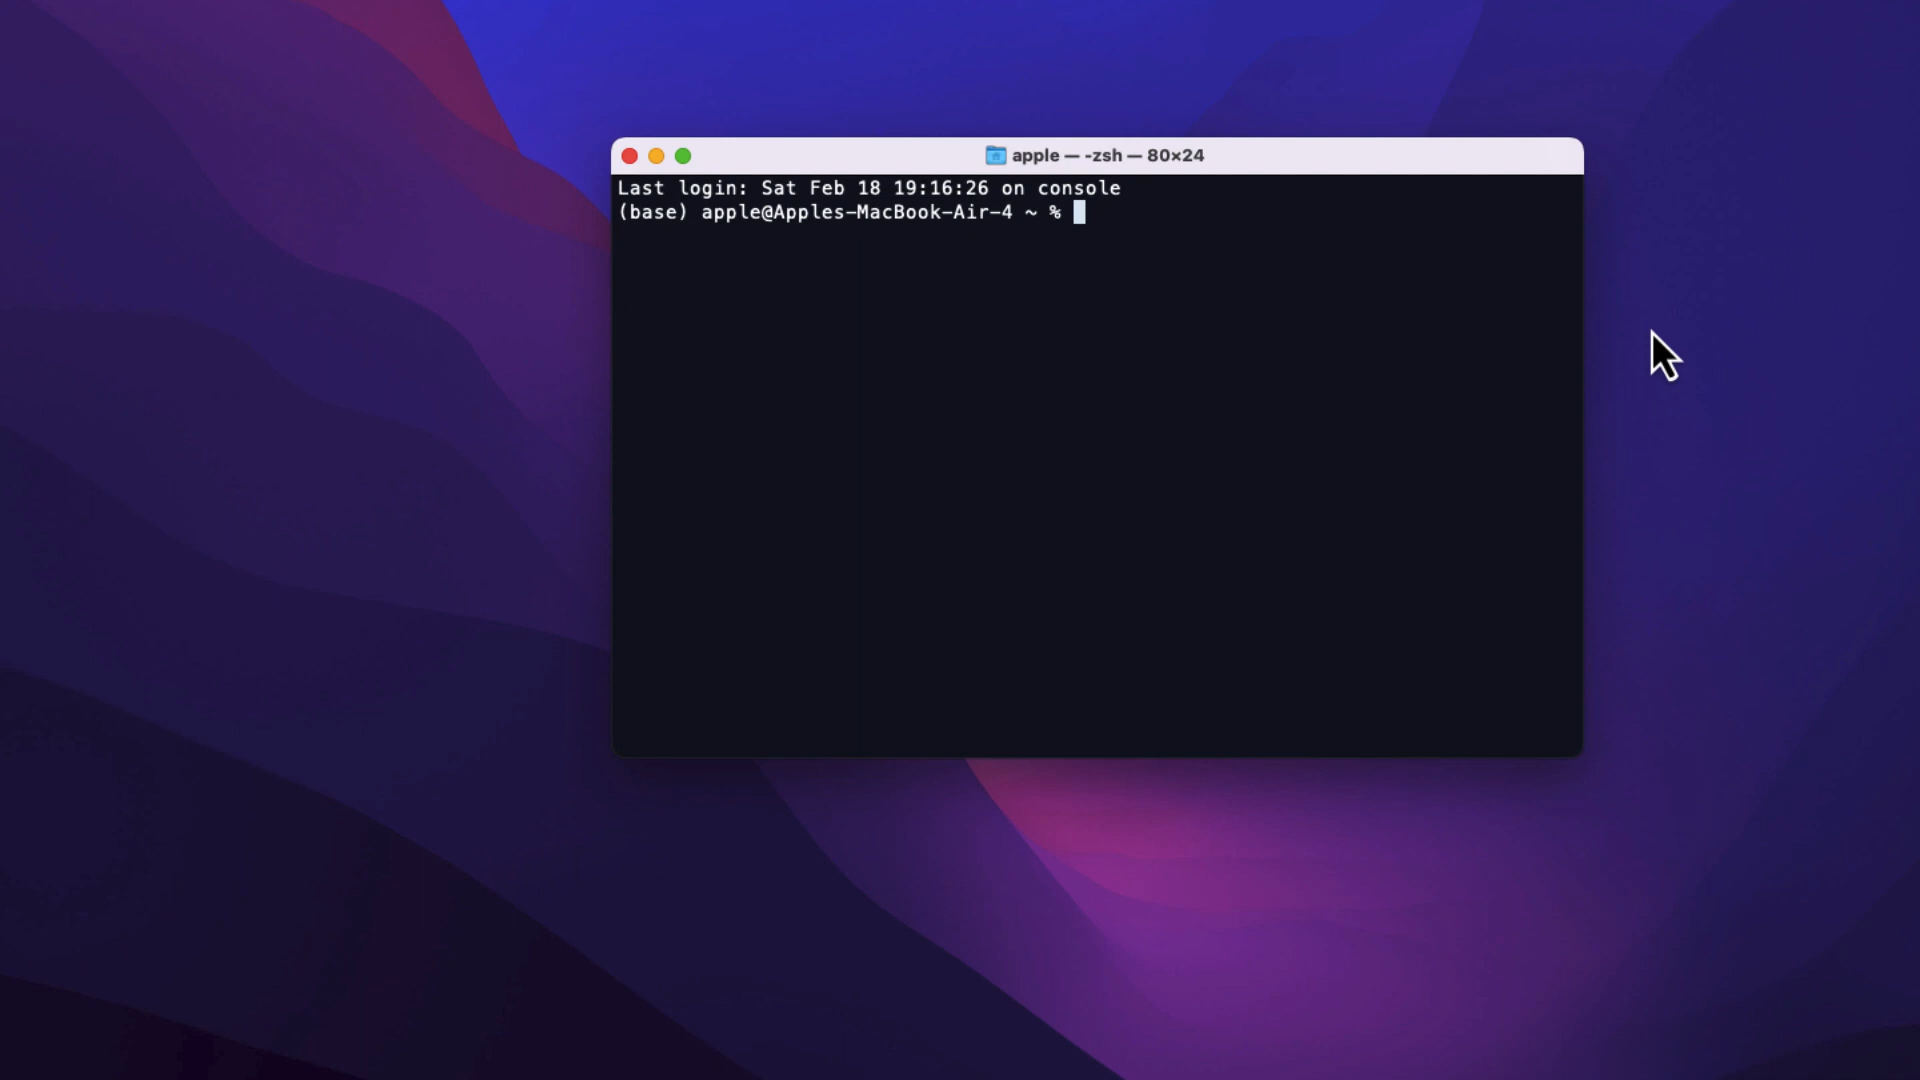 apple — -zsh — 80×24
Last login: Sat Feb 18 19:16:26 on console
(base) apple@Apples-MacBook-Air-4 ~ %